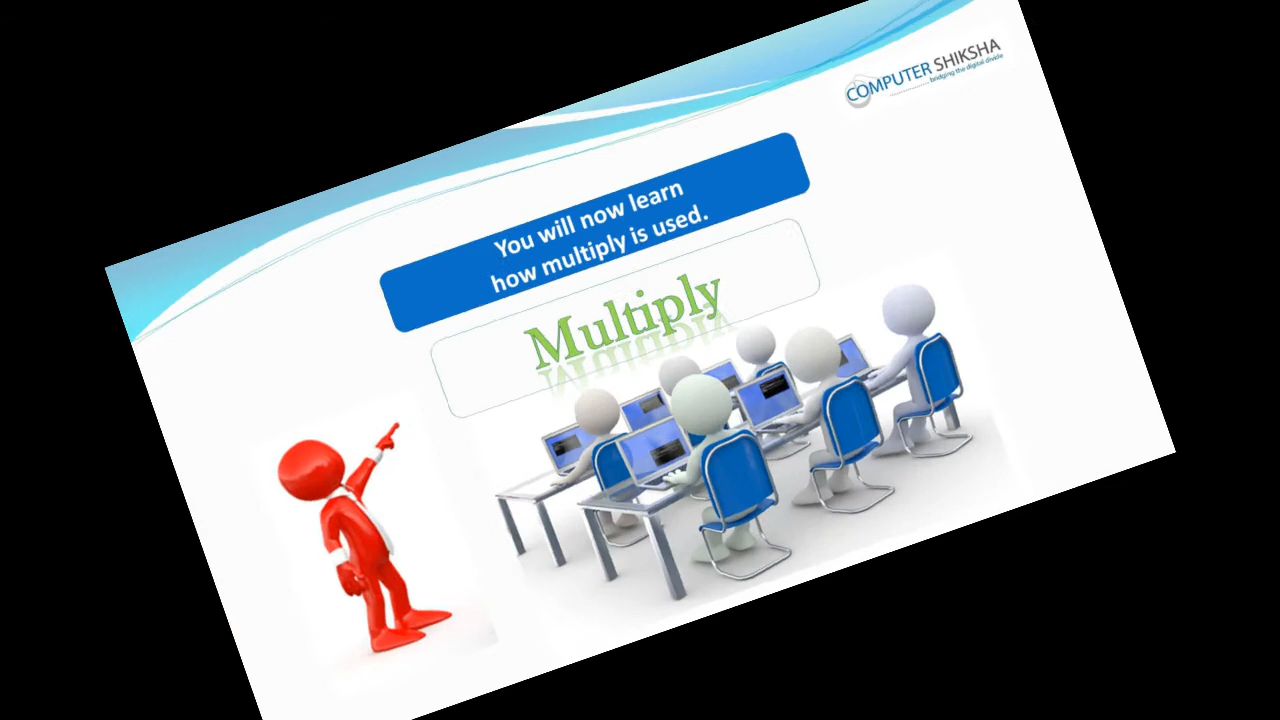 COMPUTER SHIKSHA
bridging the digital divide
You will now learn
how multiply is used.
Multiply